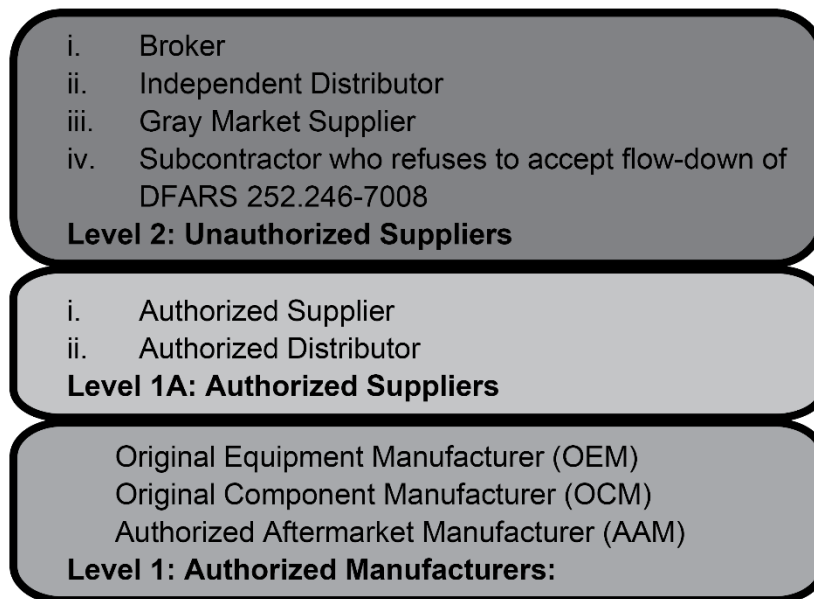 i. Broker
ii. Independent Distributor
iii. Gray Market Supplier
iv. Subcontractor who refuses to accept flow-down of
DFARS 252.246-7008
Level 2: Unauthorized Suppliers
i. Authorized Supplier
ii. Authorized Distributor
Level 1A: Authorized Suppliers
Original Equipment Manufacturer (OEM)
Original Component Manufacturer (OCM)
Authorized Aftermarket Manufacturer (AAM)
Level 1: Authorized Manufacturers: